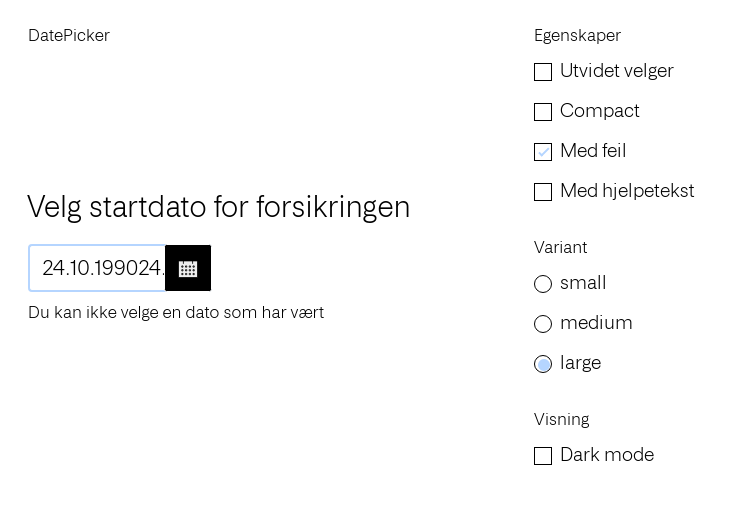 DatePicker
Velg startdato for forsikringen
24.10.199024.
Du kan ikke velge en dato som har vært
Egenskaper
Utvidet velger
Compact
Med feil
Med hjelpetekst
Variant
small
medium
large
Visning
Dark mode